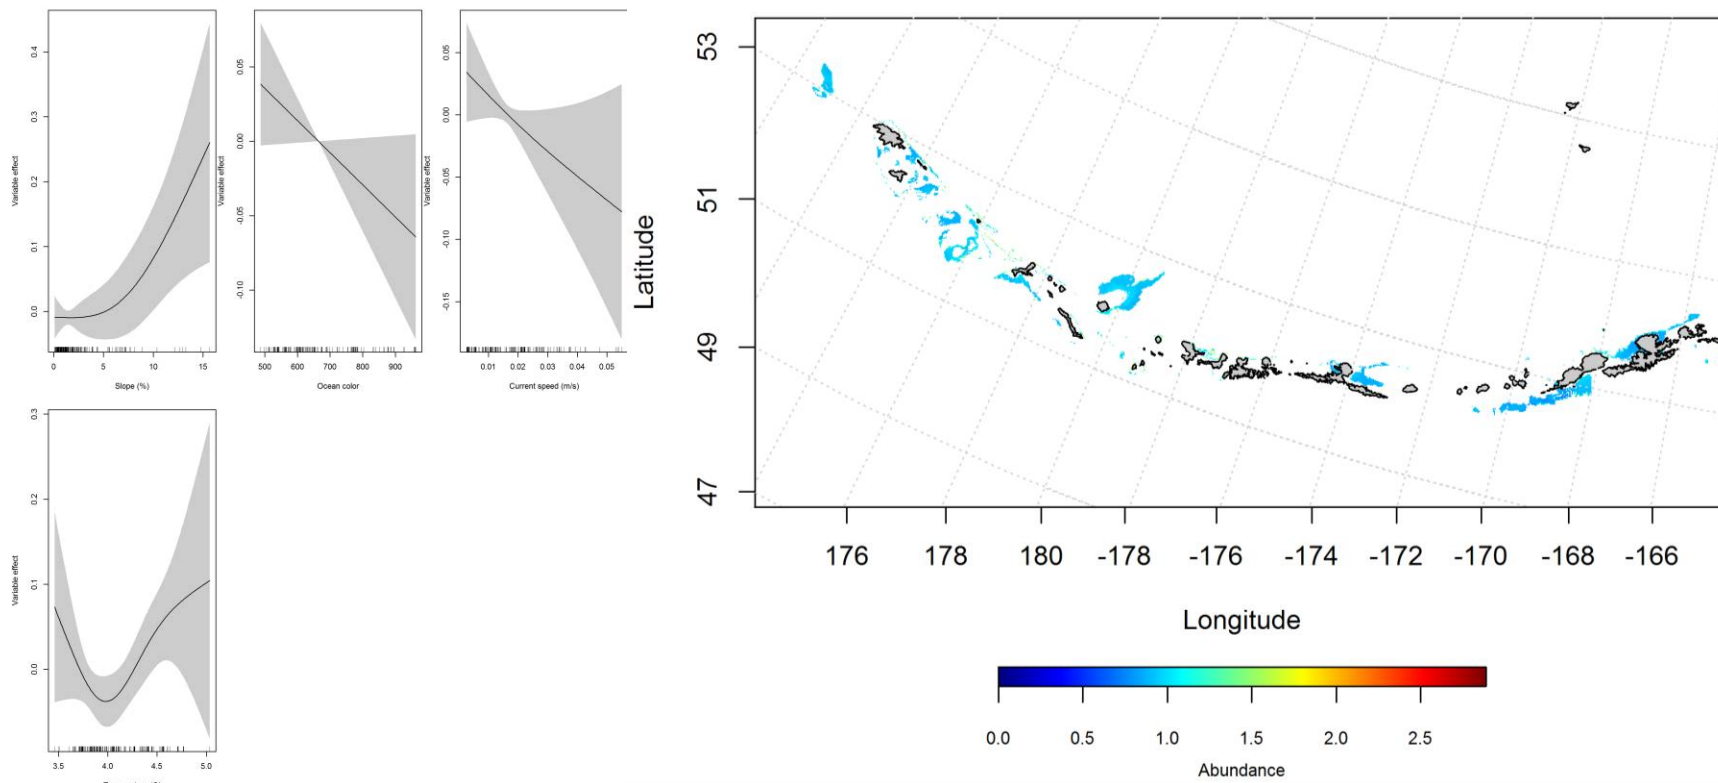 0.4
0.3
0.2
0.1
0.0
Variable effect
0 5 10 15
Slope (%)
0.05
0.00
-0.05
-0.10
Variable effect
500 600 700 800 900
Ocean color
0.05
0.00
-0.05
-0.10
-0.15
Variable effect
0.01 0.02 0.03 0.04 0.05
Current speed (m/s)
0.3
0.2
0.1
0.0
Variable effect
3.5 4.0 4.5 5.0
53
51
49
47
Latitude
176 178 180 -178 -176 -174 -172 -170 -168 -166
Longitude
0.0 0.5 1.0 1.5 2.0 2.5
Abundance